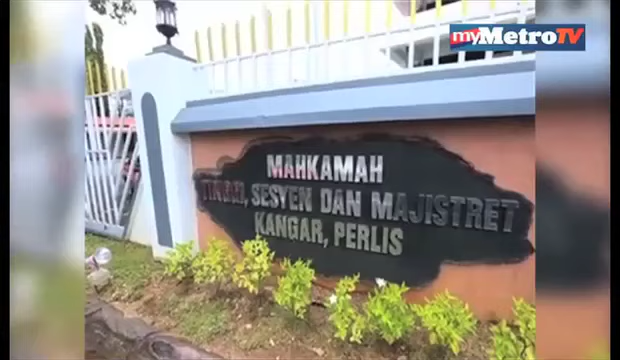 myMetroTV
MAHKAMAH
TINGGI, SESYEN DAN MAJISTRET
KANGAR, PERLIS